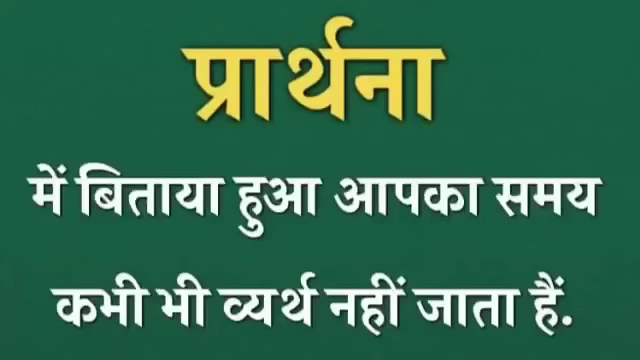 प्रार्थना
में बिताया हुआ आपका समय
कभी भी व्यर्थ नहीं जाता हैं.